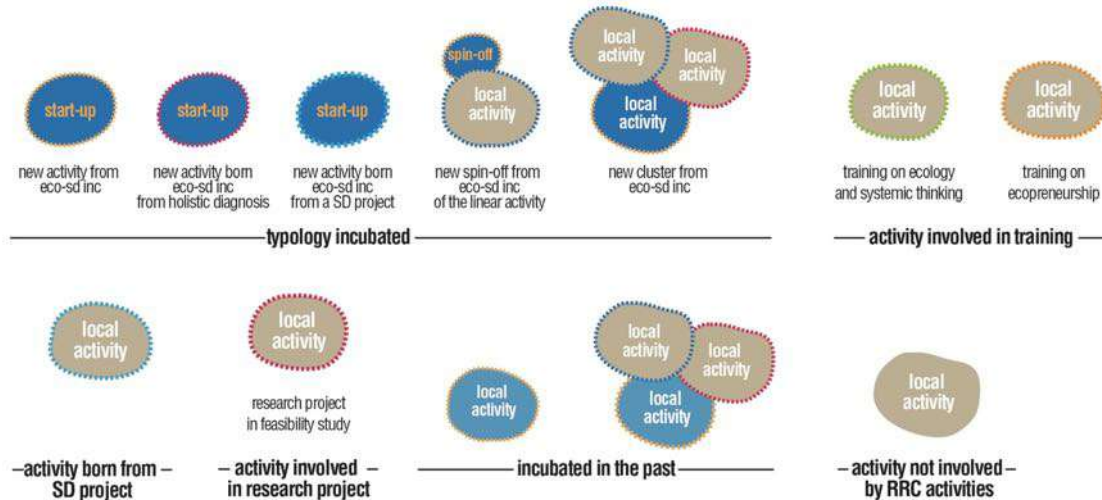 start-up
new activity from
eco-sd inc
start-up
new activity born
eco-sd inc
from holistic diagnosis
start-up
new activity born
eco-sd inc
from a SD project
spin-off
local
activity
new spin-off from
eco-sd inc
of the linear activity
local
activity
local
activity
local
activity
new cluster from
eco-sd inc
typology incubated
local
activity
training on ecology
and systemic thinking
local
activity
training on
ecopreneurship
activity involved in training
local
activity
activity born from
SD project
local
activity
research project
in feasibility study
activity involved
in research project
local
activity
local
activity
local
activity
local
activity
incubated in the past
local
activity
activity not involved
by RRC activities